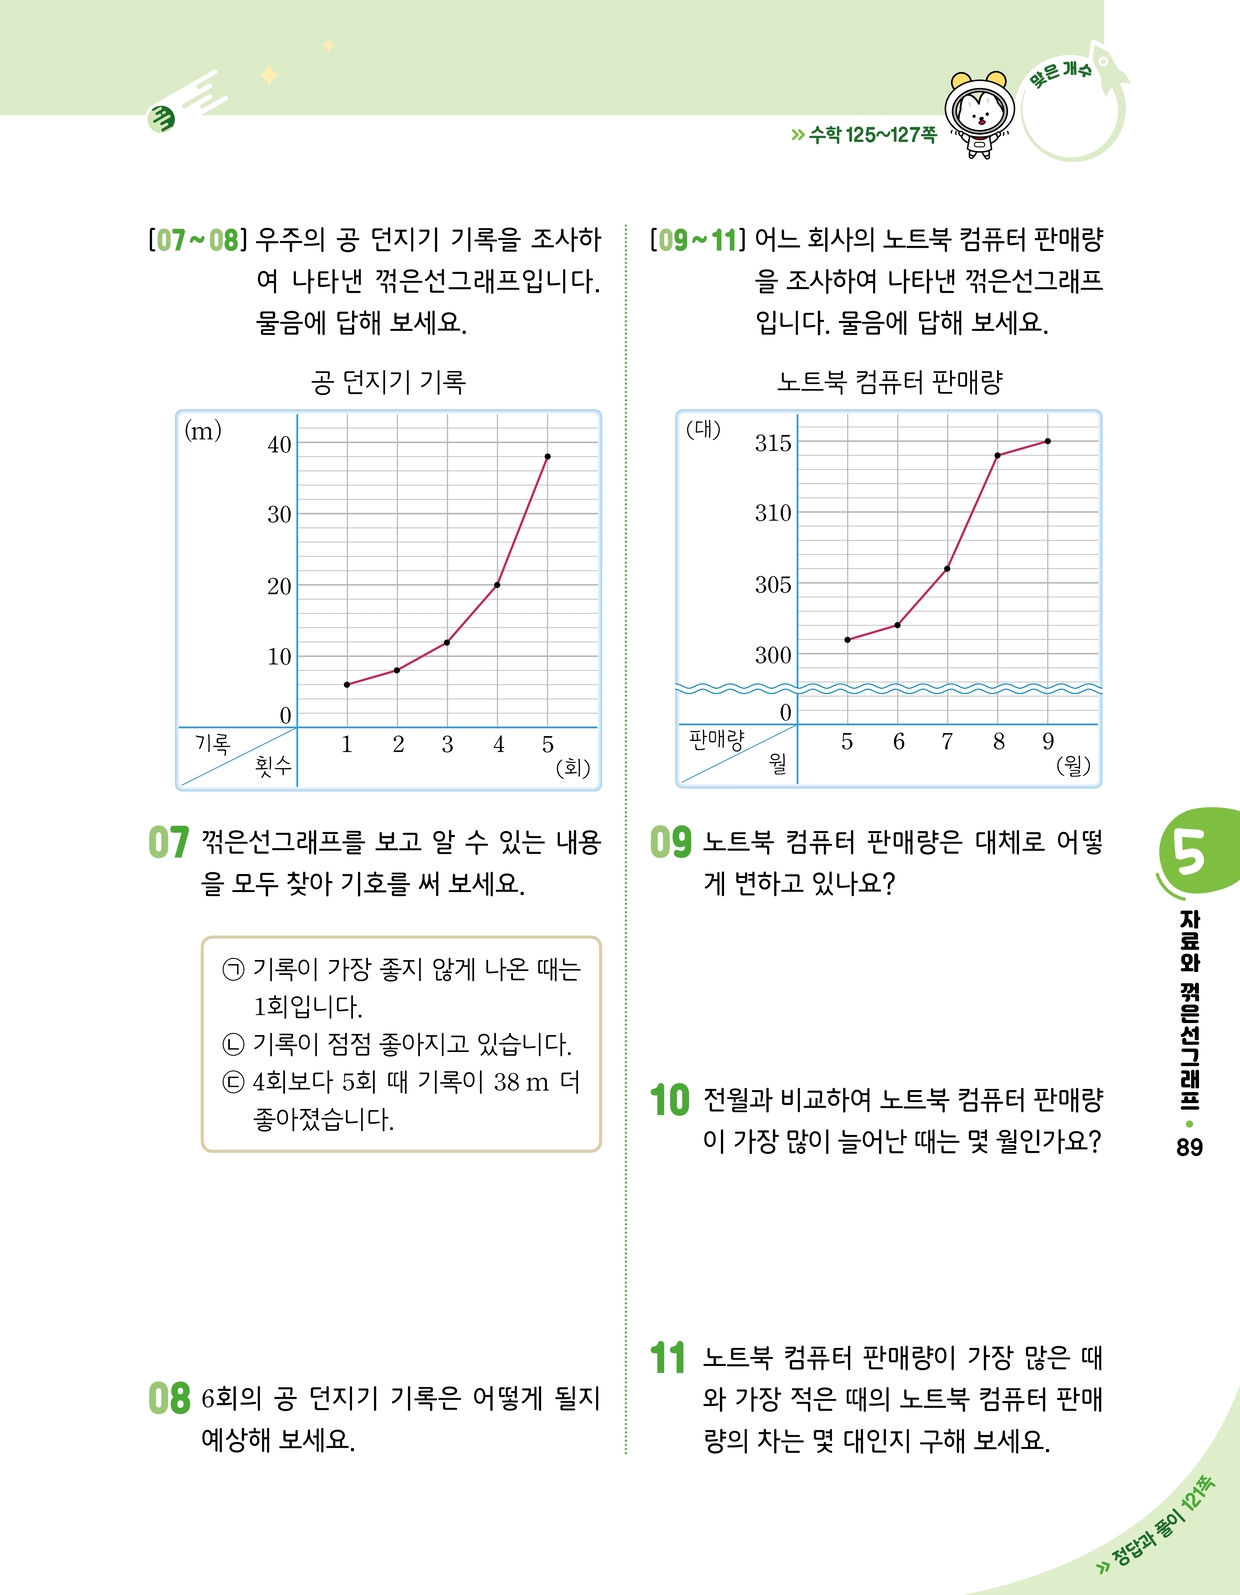 맞은 개수
» 수학 125~127쪽
[07~08] 우주의 공 던지기 기록을 조사하
여 나타낸 꺾은선그래프입니다.
물음에 답해 보세요.
공 던지기 기록
(m)
40
30
20
10
0
기록
횟수
1 2 3 4 5
(회)
07 꺾은선그래프를 보고 알 수 있는 내용
을 모두 찾아 기호를 써 보세요.
㉠ 기록이 가장 좋지 않게 나온 때는
1회입니다.
㉡ 기록이 점점 좋아지고 있습니다.
㉢ 4회보다 5회 때 기록이 38 m 더
좋아졌습니다.
08 6회의 공 던지기 기록은 어떻게 될지
예상해 보세요.
[09~11] 어느 회사의 노트북 컴퓨터 판매량
을 조사하여 나타낸 꺾은선그래프
입니다. 물음에 답해 보세요.
노트북 컴퓨터 판매량
(대)
315
310
305
300
0
판매량
월
5 6 7 8 9
(월)
09 노트북 컴퓨터 판매량은 대체로 어떻
게 변하고 있나요?
10 전월과 비교하여 노트북 컴퓨터 판매량
이 가장 많이 늘어난 때는 몇 월인가요?
11 노트북 컴퓨터 판매량이 가장 많은 때
와 가장 적은 때의 노트북 컴퓨터 판매
량의 차는 몇 대인지 구해 보세요.
5
자료와 꺾은선그래프
•
89
» 정답과 풀이 121쪽